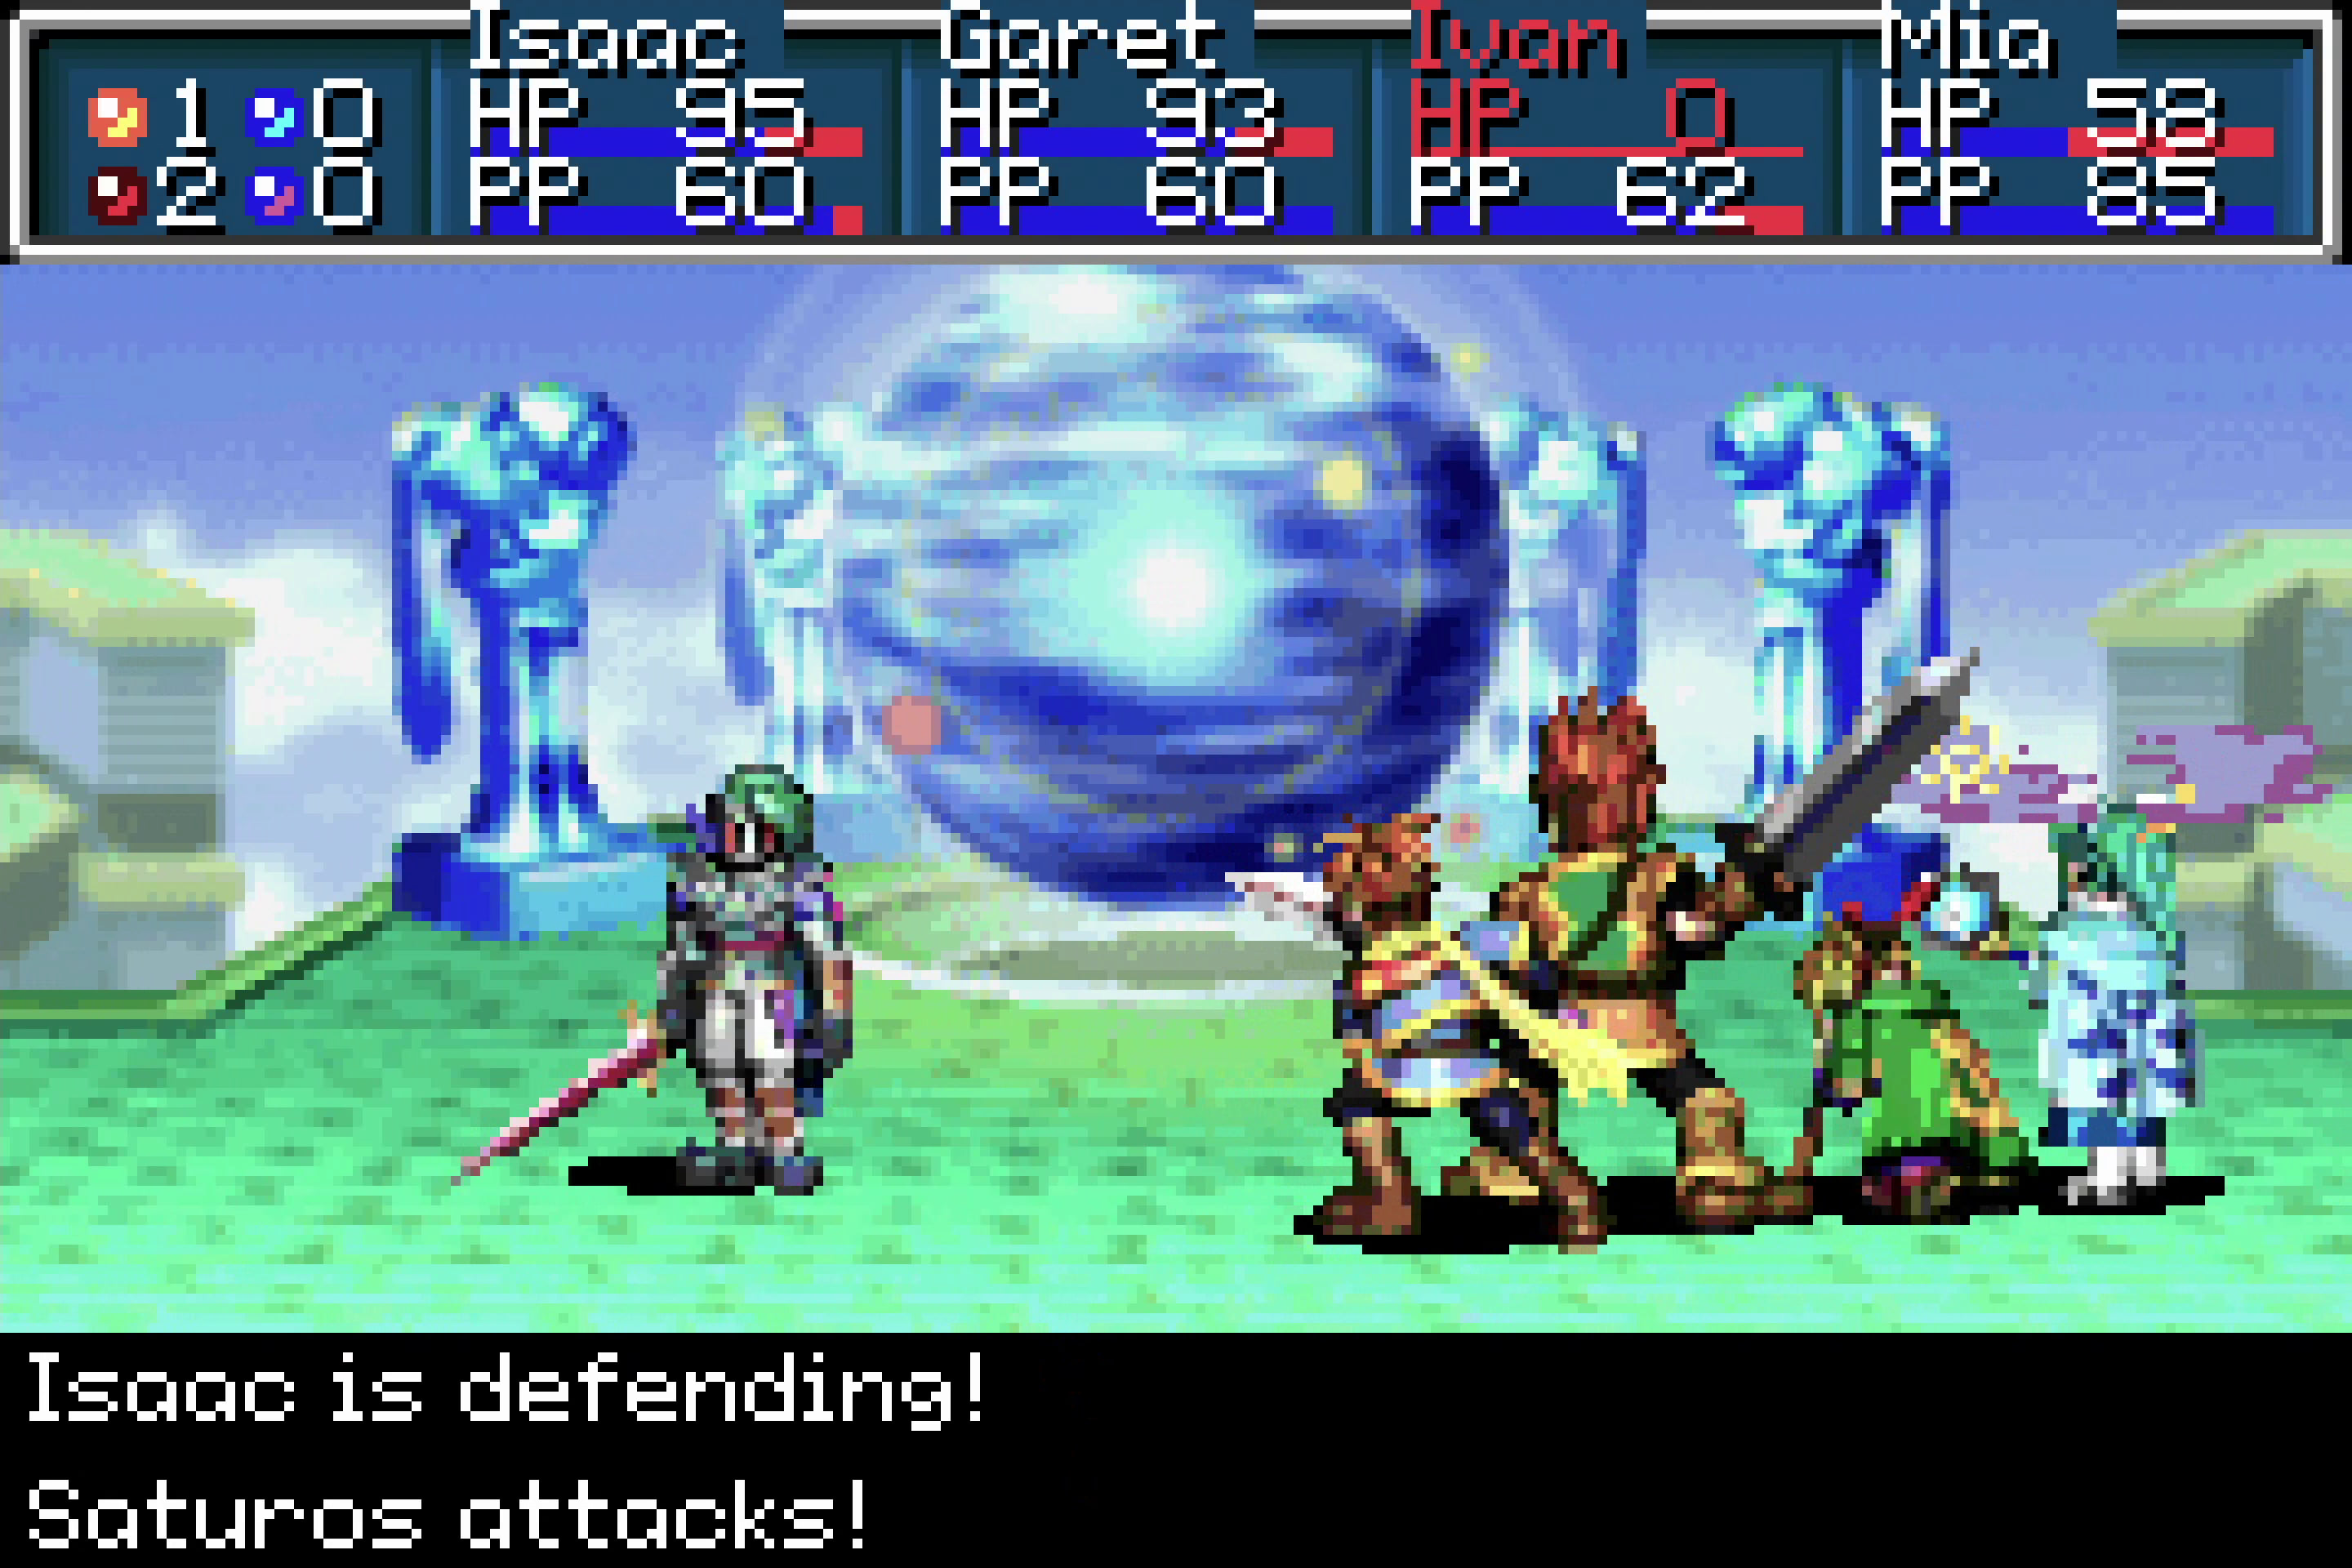 Isaac Garet Ivan Mia
1 0 HP 95 HP 93 HP 0 HP 58
2 0 PP 60 PP 60 PP 62 PP 85
Isaac is defending!
Saturos attacks!